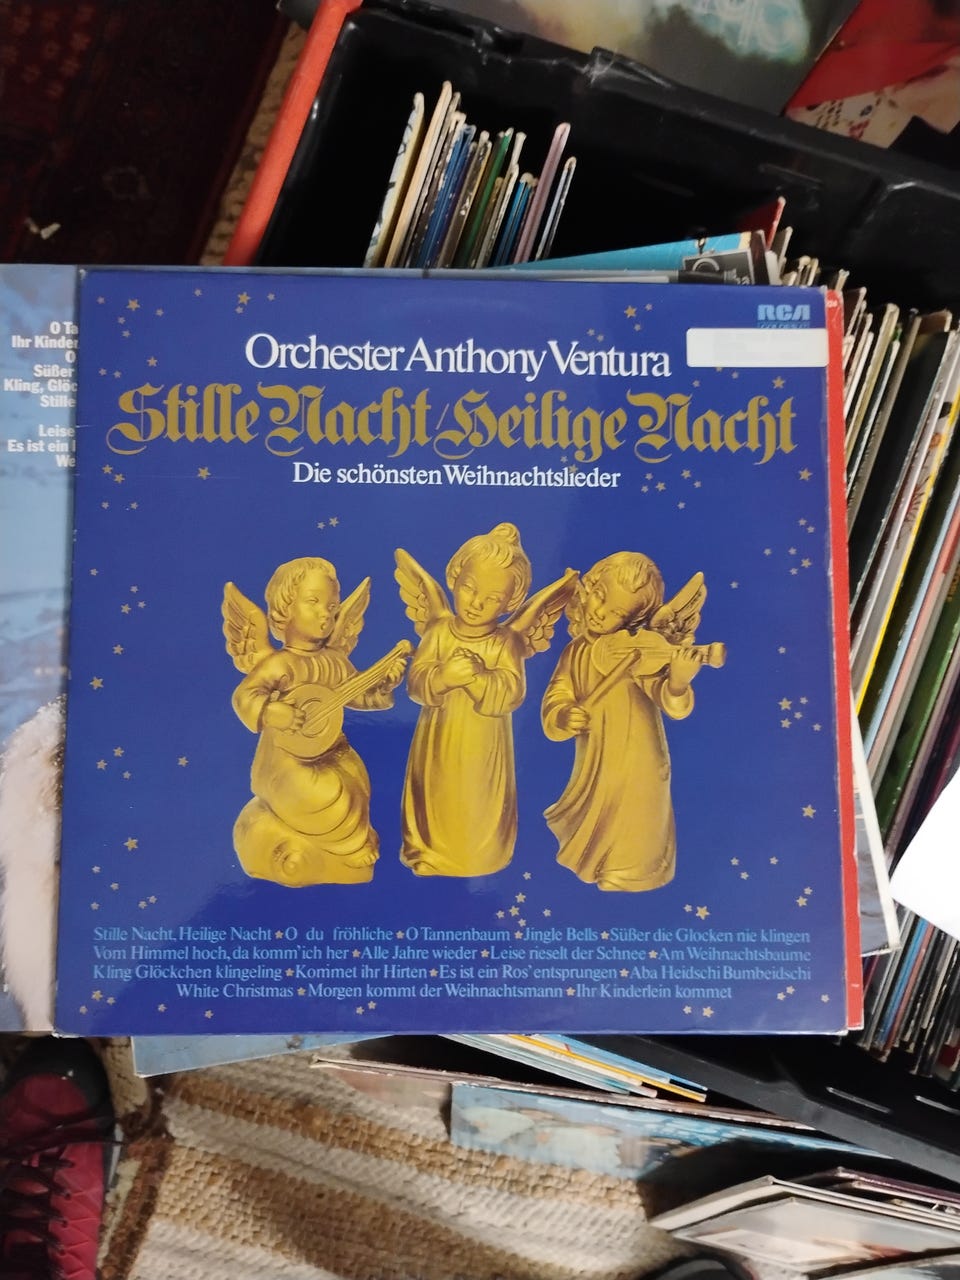 O
Ihr
O
Kling,
Stille
Leise
Es ist ein
RCA
Orchester Anthony Ventura
Stille Nacht/Heilige Nacht
Die schönsten Weihnachtslieder
Stille Nacht, Heilige Nacht ★ O du fröhliche ★ O Tannenbaum ★ Jingle Bells ★ Süßer die Glocken nie klingen
Vom Himmel hoch, da komm'ich her ★ Alle Jahre wieder ★ Leise rieselt der Schnee ★ Am Weihnachtsbaume
Kling Glöckchen klingeling ★ Kommet ihr Hirten ★ Es ist ein Ros'entsprungen ★ Aba Heidschi Bumbeidschi
White Christmas ★ Morgen kommt der Weihnachtsmann ★ Ihr Kinderlein kommet